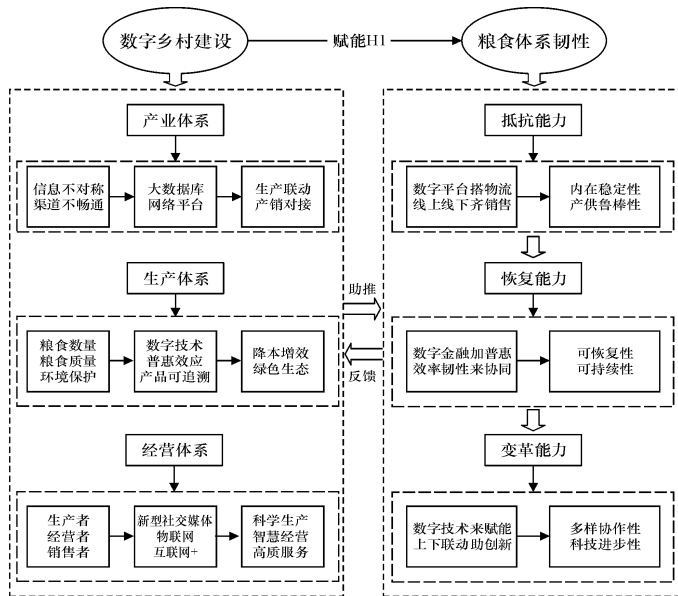 数字乡村建设
赋能H1
粮食体系韧性
产业体系
信息不对称
渠道不畅通
大数据库
网络平台
生产联动
产销对接
生产体系
粮食数量
粮食质量
环境保护
数字技术
普惠效应
产品可追溯
降本增效
绿色生态
经营体系
生产者
经营者
销售者
新型社交媒体
物联网
互联网+
科学生产
智慧经营
高质服务
助推
反馈
抵抗能力
数字平台搭物流
线上线下齐销售
内在稳定性
产供鲁棒性
恢复能力
数字金融加普惠
效率韧性来协同
可恢复性
可持续性
变革能力
数字技术来赋能
上下联动助创新
多样协作性
科技进步性